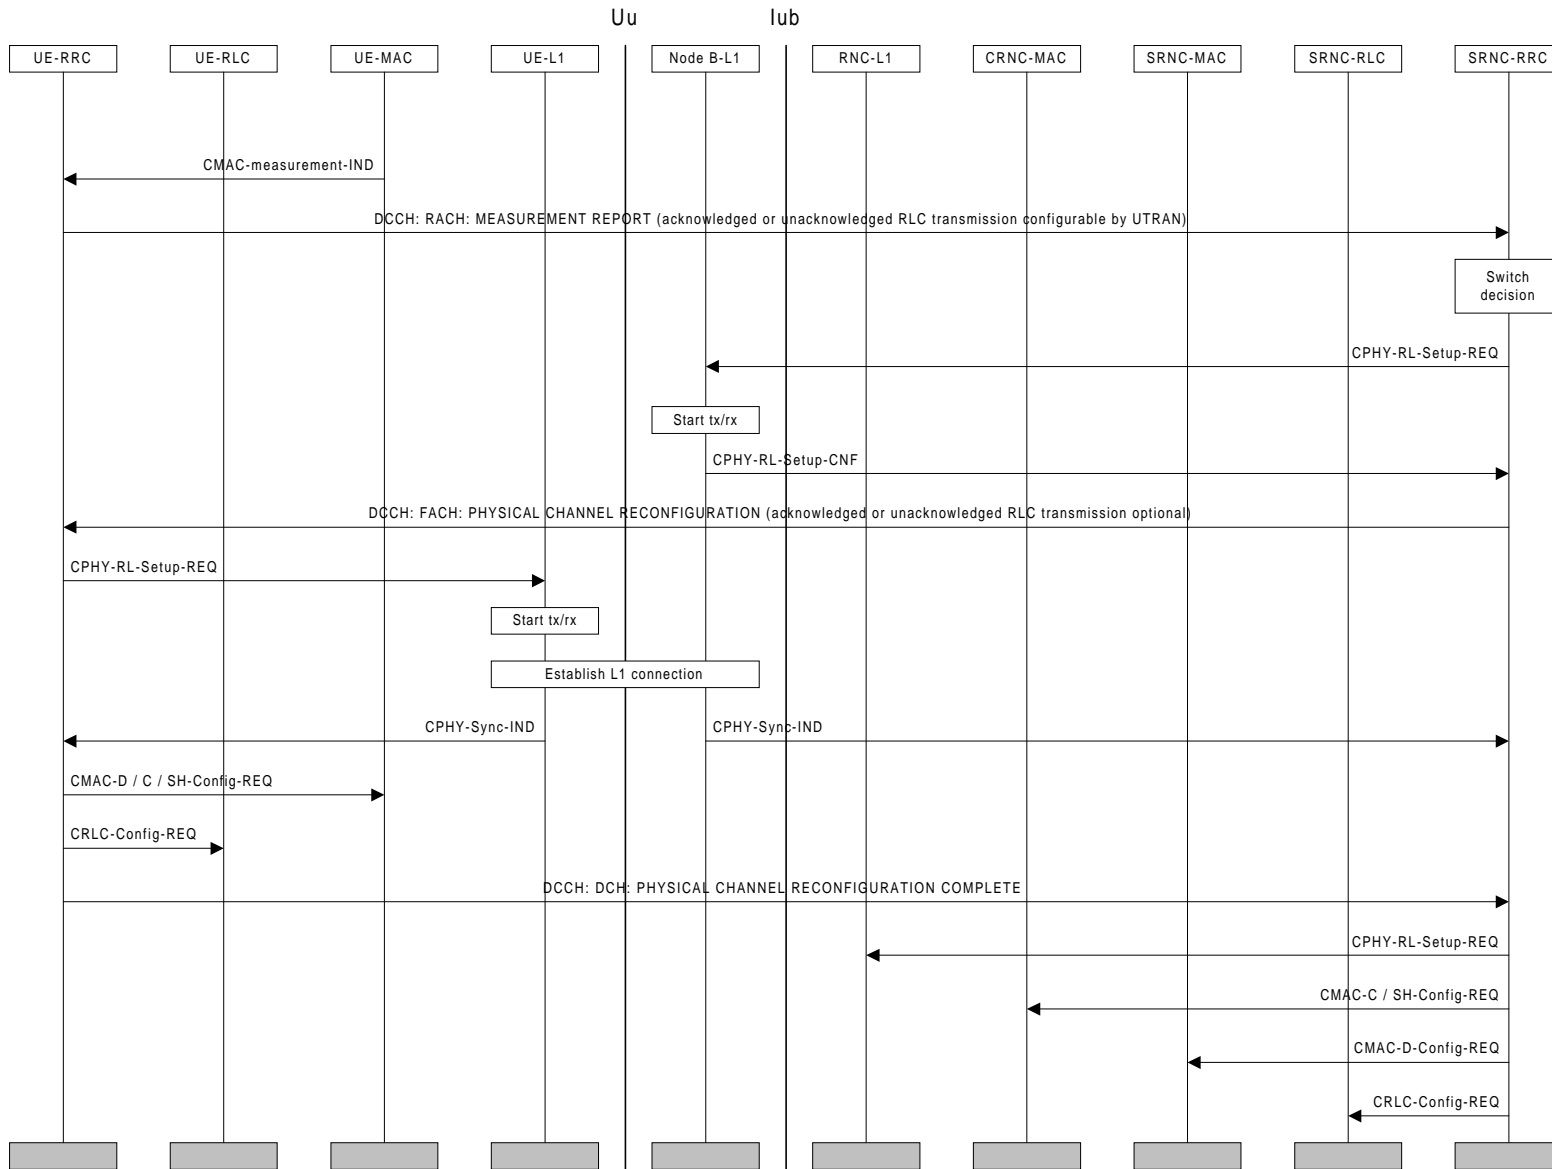 Uu
Iub
UE-RRC
UE-RLC
UE-MAC
UE-L1
Node B-L1
RNC-L1
CRNC-MAC
SRNC-MAC
SRNC-RLC
SRNC-RRC
CMAC-measurement-IND
DCCH: RACH: MEASUREMENT REPORT (acknowledged or unacknowledged RLC transmission configurable by UTRAN)
Switch
decision
CPHY-RL-Setup-REQ
Start tx/rx
CPHY-RL-Setup-CNF
DCCH: FACH: PHYSICAL CHANNEL RECONFIGURATION (acknowledged or unacknowledged RLC transmission optional)
CPHY-RL-Setup-REQ
Start tx/rx
Establish L1 connection
CPHY-Sync-IND
CPHY-Sync-IND
CMAC-D / C / SH-Config-REQ
CRLC-Config-REQ
DCCH: DCH: PHYSICAL CHANNEL RECONFIGURATION COMPLETE
CPHY-RL-Setup-REQ
CMAC-C / SH-Config-REQ
CMAC-D-Config-REQ
CRLC-Config-REQ